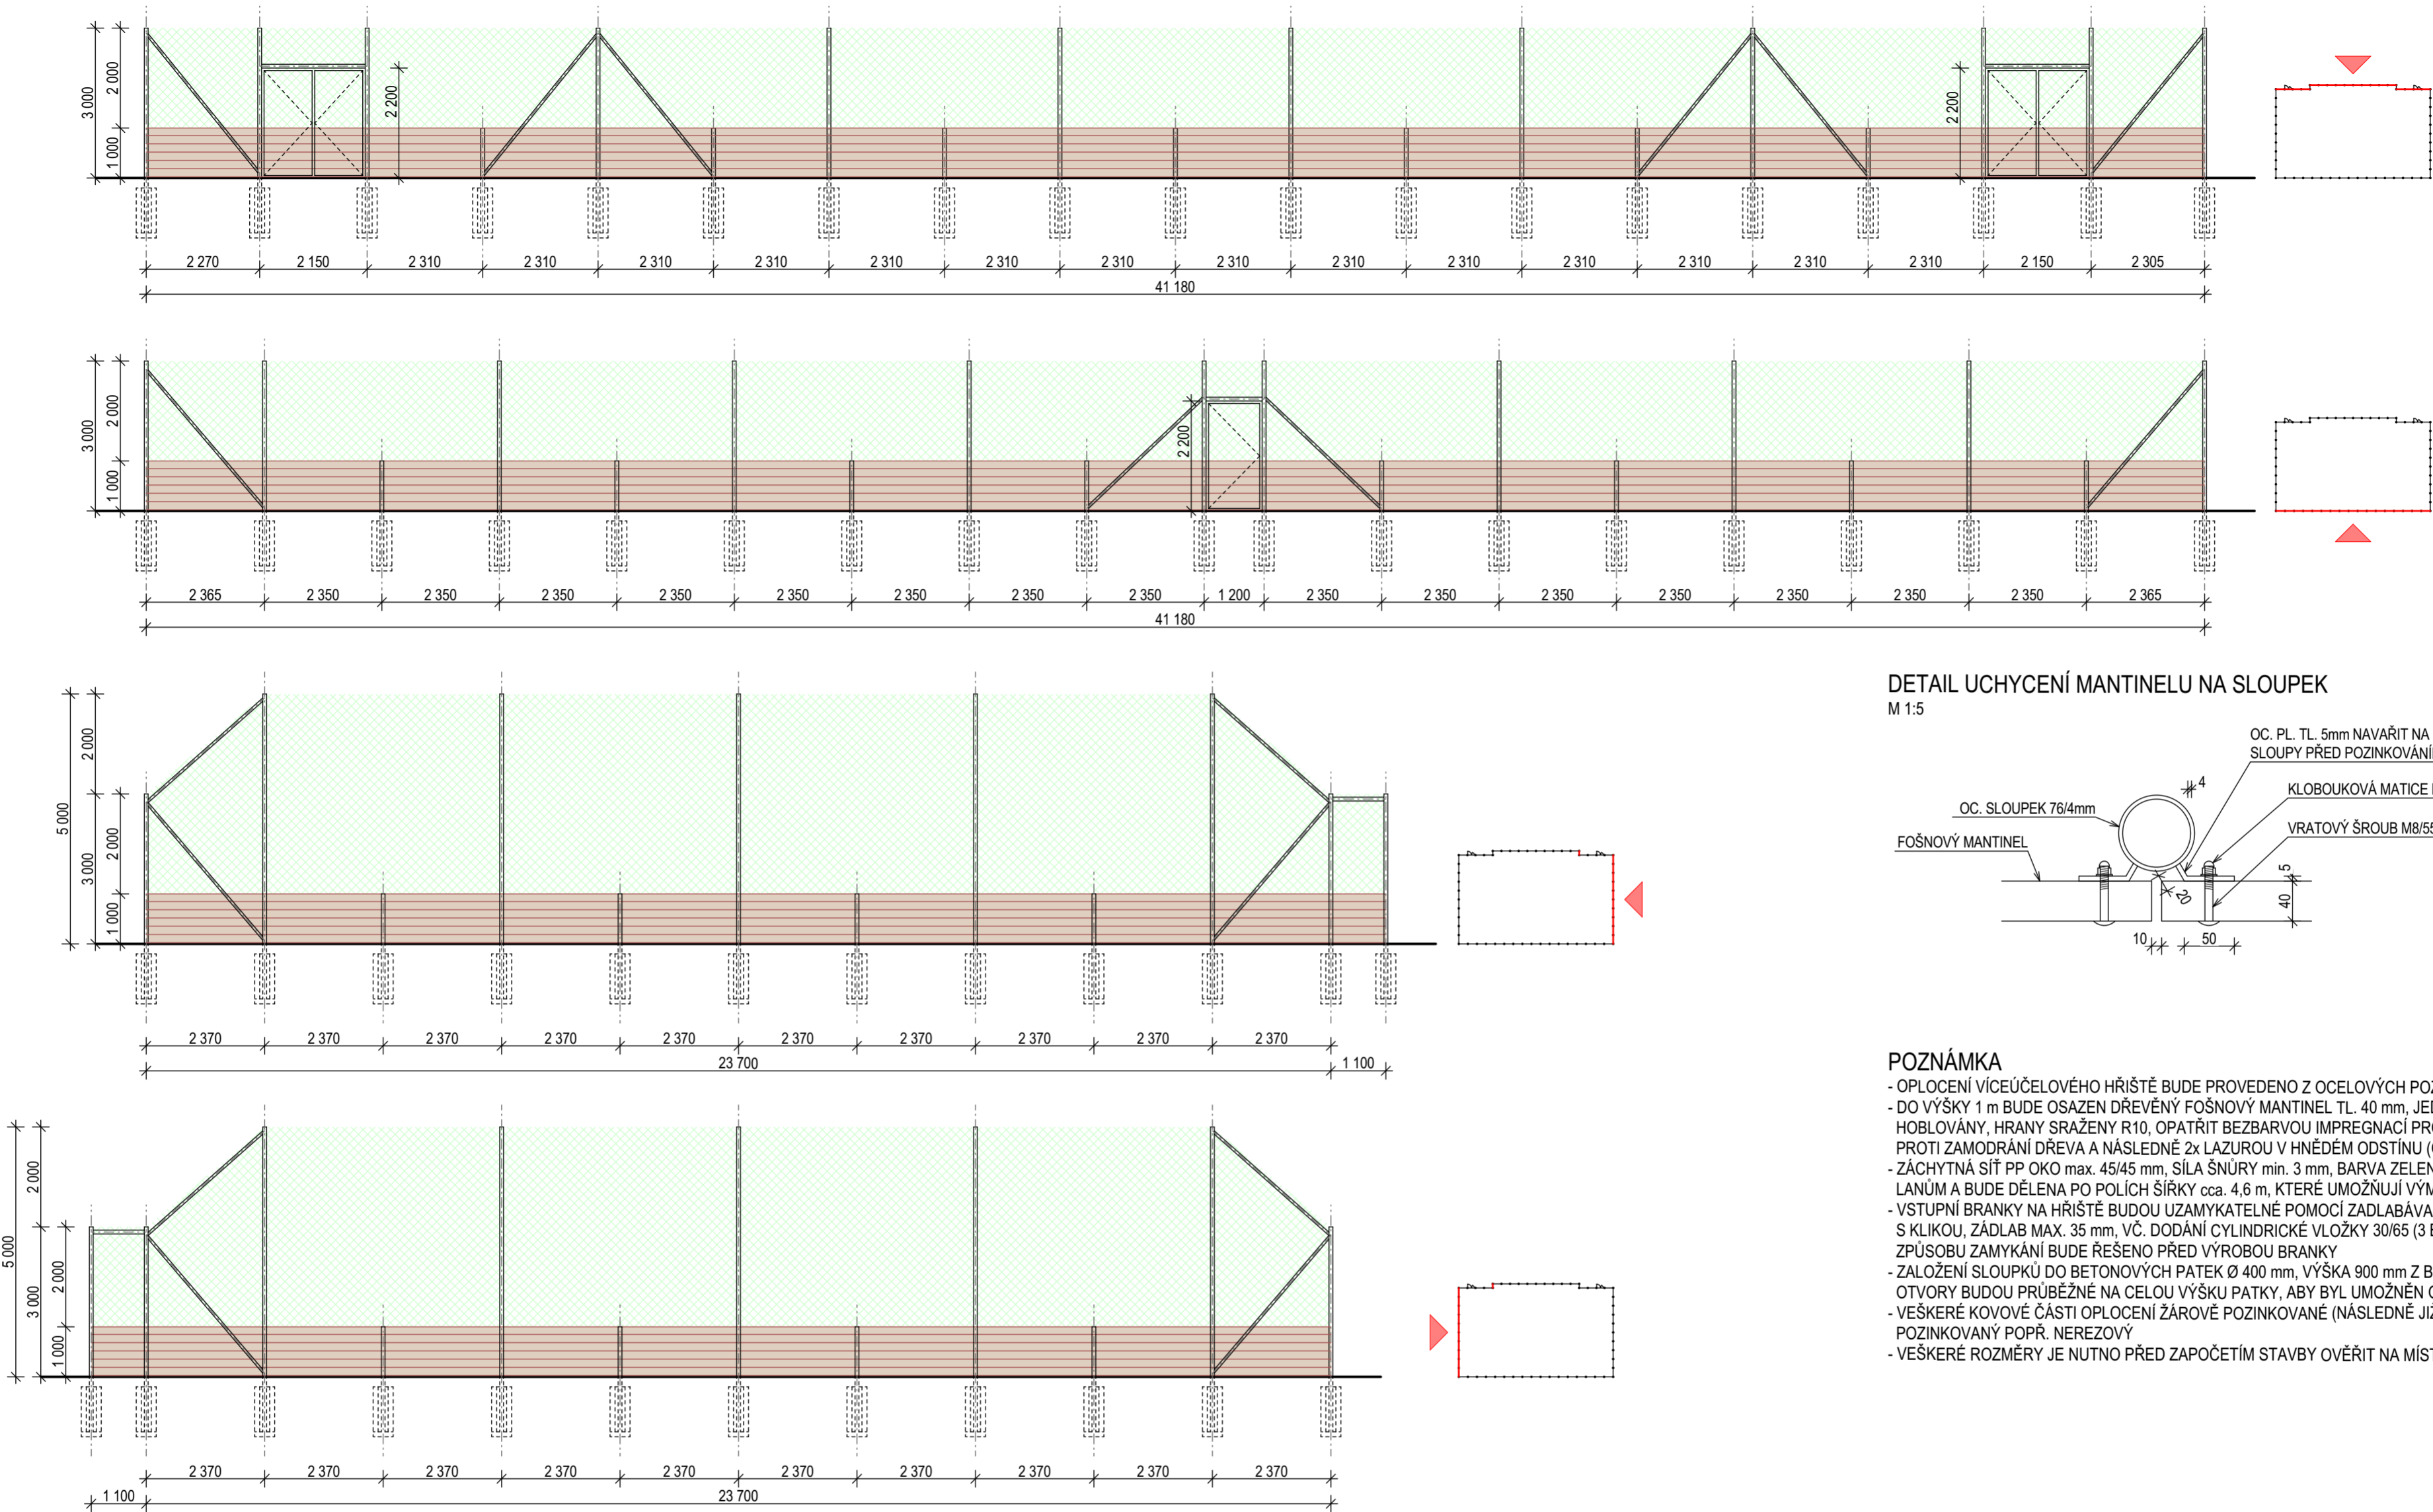 3 000
2 000
1 000
2 200
2 200
2 270 2 150 2 310 2 310 2 310 2 310 2 310 2 310 2 310 2 310 2 310 2 310 2 310 2 310 2 310 2 310 2 150 2 305
41 180
3 000
2 000
1 000
2 200
2 365 2 350 2 350 2 350 2 350 2 350 2 350 2 350 2 350 1 200 2 350 2 350 2 350 2 350 2 350 2 350 2 350 2 365
41 180
5 000
2 000
3 000
2 000
1 000
2 370 2 370 2 370 2 370 2 370 2 370 2 370 2 370 2 370 2 370
23 700 1 100
DETAIL UCHYCENÍ MANTINELU NA SLOUPEK
M 1:5
OC. PL. TL. 5mm NAVAŘIT NA
SLOUPY PŘED POZINKOVÁNÍ
4
KLOBOUKOVÁ MATICE
OC. SLOUPEK 76/4mm
VRATOVÝ ŠROUB M8/55
FOŠNOVÝ MANTINEL
5
20
40
10 50
POZNÁMKA
- OPLOCENÍ VÍCEÚČELOVÉHO HŘIŠTĚ BUDE PROVEDENO Z OCELOVÝCH POZ
- DO VÝŠKY 1 m BUDE OSAZEN DŘEVĚNÝ FOŠNOVÝ MANTINEL TL. 40 mm, JED
HOBLOVÁNY, HRANY SRAŽENY R10, OPATŘIT BEZBARVOU IMPREGNACÍ PRO
PROTI ZAMODRÁNÍ DŘEVA A NÁSLEDNĚ 2x LAZUROU V HNĚDÉM ODSTÍNU (
- ZÁCHYTNÁ SÍŤ PP OKO max. 45/45 mm, SÍLA ŠNŮRY min. 3 mm, BARVA ZELEN
LANŮM A BUDE DĚLENA PO POLÍCH ŠÍŘKY cca. 4,6 m, KTERÉ UMOŽŇUJÍ VÝM
- VSTUPNÍ BRANKY NA HŘIŠTĚ BUDOU UZAMYKATELNÉ POMOCÍ ZADLABÁVA
S KLIKOU, ZÁDLAB MAX. 35 mm, VČ. DODÁNÍ CYLINDRICKÉ VLOŽKY 30/65 (3
ZPŮSOBU ZAMYKÁNÍ BUDE ŘEŠENO PŘED VÝROBOU BRANKY
- ZALOŽENÍ SLOUPKŮ DO BETONOVÝCH PATEK Ø 400 mm, VÝŠKA 900 mm Z B
OTVORY BUDOU PRŮBĚŽNÉ NA CELOU VÝŠKU PATKY, ABY BYL UMOŽNĚN
- VEŠKERÉ KOVOVÉ ČÁSTI OPLOCENÍ ŽÁROVĚ POZINKOVANÉ (NÁSLEDNĚ JIŽ
POZINKOVANÝ POPŘ. NEREZOVÝ
- VEŠKERÉ ROZMĚRY JE NUTNO PŘED ZAPOČETÍM STAVBY OVĚŘIT NA MÍST
5 000
2 000
3 000
2 000
1 000
2 370 2 370 2 370 2 370 2 370 2 370 2 370 2 370 2 370 2 370
1 100 23 700